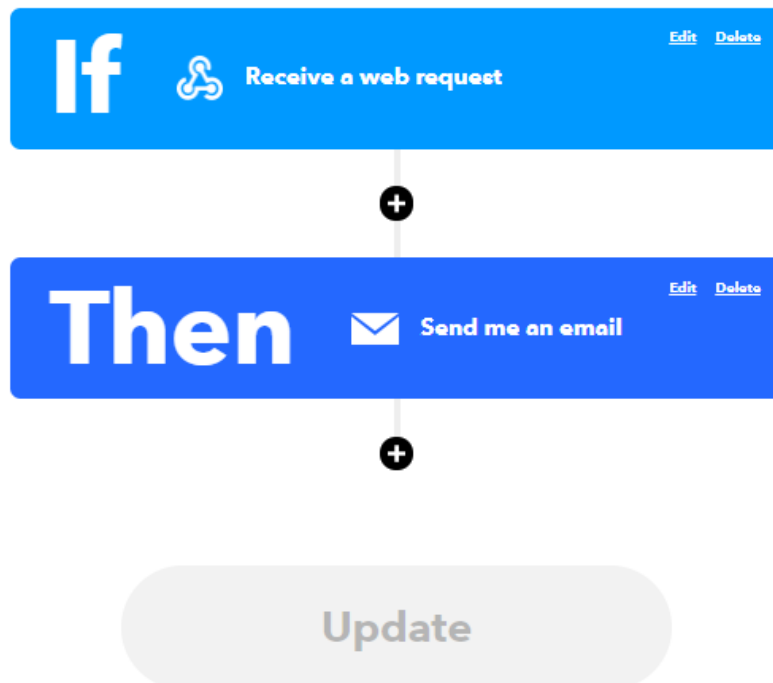 If
Receive a web request
Edit Delete
Then
Send me an email
Edit Delete
Update